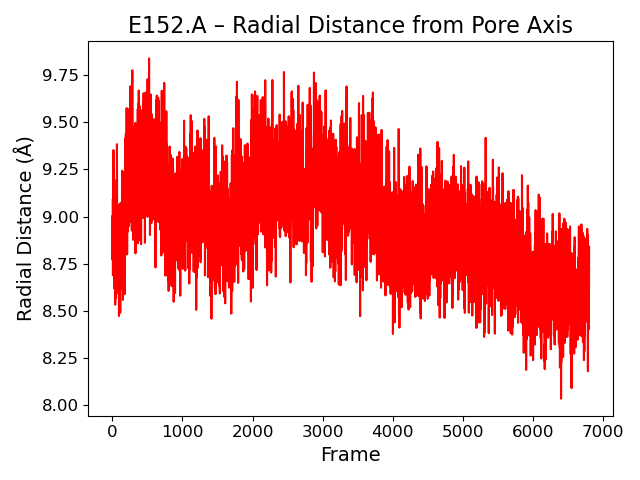 E152.A – Radial Distance from Pore Axis
Radial Distance (Å)
9.75
9.50
9.25
9.00
8.75
8.50
8.25
8.00
0 1000 2000 3000 4000 5000 6000 7000
Frame